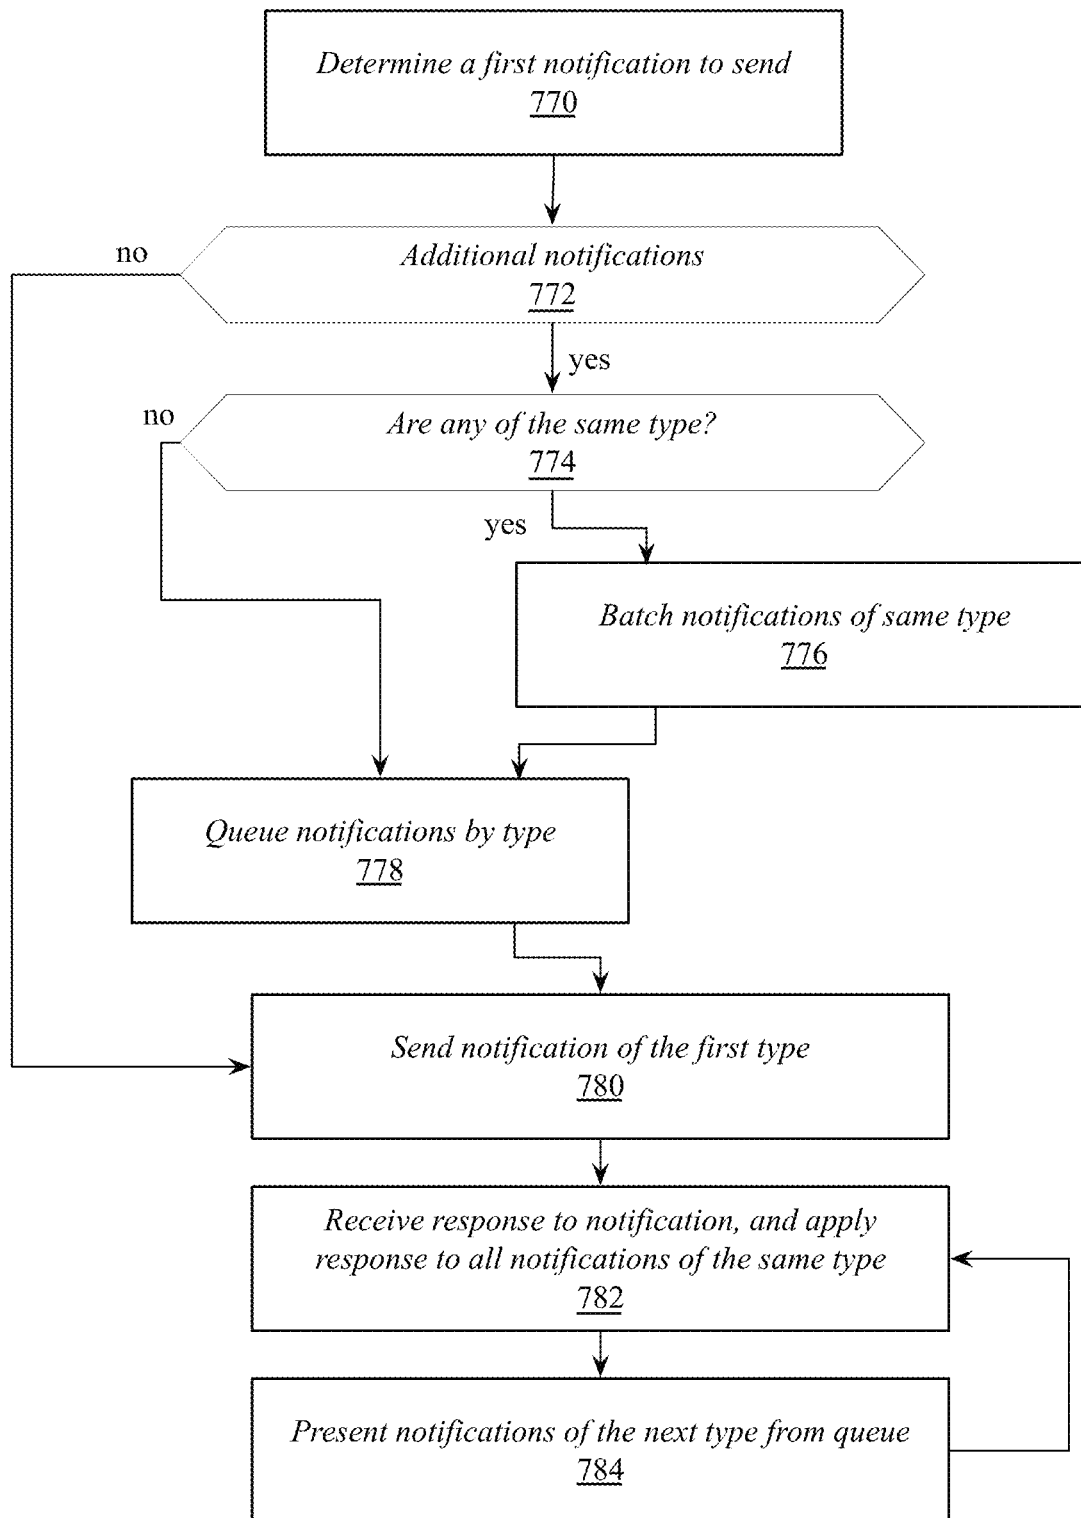 Determine a first notification to send
770
no
Additional notifications
772
yes
no
Are any of the same type?
774
yes
Batch notifications of same type
776
Queue notifications by type
778
Send notification of the first type
780
Receive response to notification, and apply
response to all notifications of the same type
782
Present notifications of the next type from queue
784